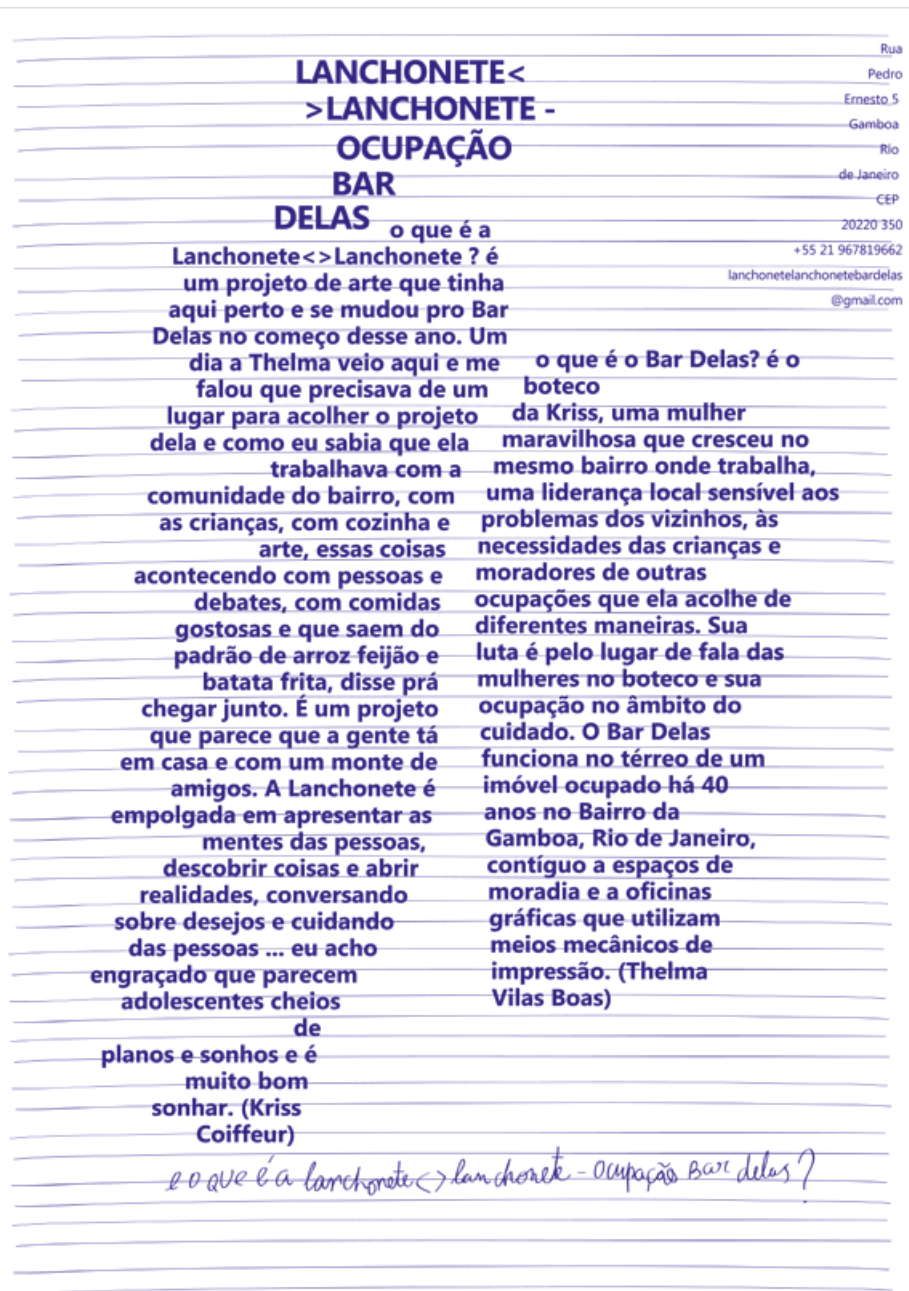 LANCHONETE<
>LANCHONETE -
OCUPAÇÃO
BAR
DELAS
Rua
Pedro
Ernesto 5
Gamboa
Rio
de Janeiro
CEP
20220 350
+55 21 967819662
lanchonetelanchonetebardelas
@gmail.com
o que é a
Lanchonete<>Lanchonete ? é
um projeto de arte que tinha
aqui perto e se mudou pro Bar
Delas no começo desse ano. Um
dia a Thelma veio aqui e me
falou que precisava de um
lugar para acolher o projeto
dela e como eu sabia que ela
trabalhava com a
comunidade do bairro, com
as crianças, com cozinha e
arte, essas coisas
acontecendo com pessoas e
debates, com comidas
gostosas e que saem do
padrão de arroz feijão e
batata frita, disse prá
chegar junto. É um projeto
que parece que a gente tá
em casa e com um monte de
amigos. A Lanchonete é
empolgada em apresentar as
mentes das pessoas,
descobrir coisas e abrir
realidades, conversando
sobre desejos e cuidando
das pessoas ... eu acho
engraçado que parecem
adolescentes cheios
de
planos e sonhos e é
muito bom
sonhar. (Kriss
Coiffeur)
o que é o Bar Delas? é o
boteco
da Kriss, uma mulher
maravilhosa que cresceu no
mesmo bairro onde trabalha,
uma liderança local sensível aos
problemas dos vizinhos, às
necessidades das crianças e
moradores de outras
ocupações que ela acolhe de
diferentes maneiras. Sua
luta é pelo lugar de fala das
mulheres no boteco e sua
ocupação no âmbito do
cuidado. O Bar Delas
funciona no térreo de um
imóvel ocupado há 40
anos no Bairro da
Gamboa, Rio de Janeiro,
contíguo a espaços de
moradia e a oficinas
gráficas que utilizam
meios mecânicos de
impressão. (Thelma
Vilas Boas)
e o que é a lanchonete<>lanchonete - Ocupação Bar delas?